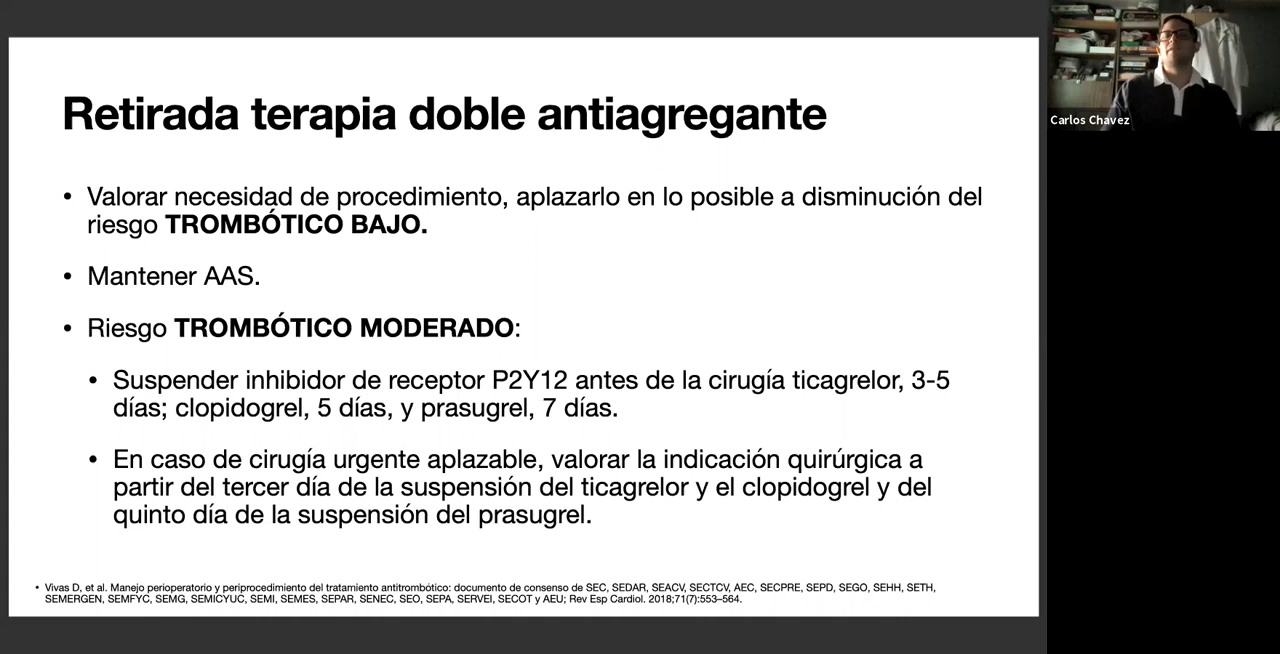 Retirada terapia doble antiagregante
• Valorar necesidad de procedimiento, aplazarlo en lo posible a disminución del
riesgo TROMBÓTICO BAJO.
• Mantener AAS.
• Riesgo TROMBÓTICO MODERADO:
• Suspender inhibidor de receptor P2Y12 antes de la cirugía ticagrelor, 3-5
días; clopidogrel, 5 días, y prasugrel, 7 días.
• En caso de cirugía urgente aplazable, valorar la indicación quirúrgica a
partir del tercer día de la suspensión del ticagrelor y el clopidogrel y del
quinto día de la suspensión del prasugrel.
• Vivas D, et al. Manejo perioperatorio y periprocedimiento del tratamiento antitrombótico: documento de consenso de SEC, SEDAR, SEACV, SECTCV, AEC, SECPRE, SEPD, SEGO, SEHH, SETH,
SEMERGEN, SEMFYC, SEMG, SEMICYUC, SEMI, SEMES, SEPAR, SENEC, SEO, SEPA, SERVEI, SECOT y AEU; Rev Esp Cardiol. 2018;71(7):553–564.
Carlos Chavez